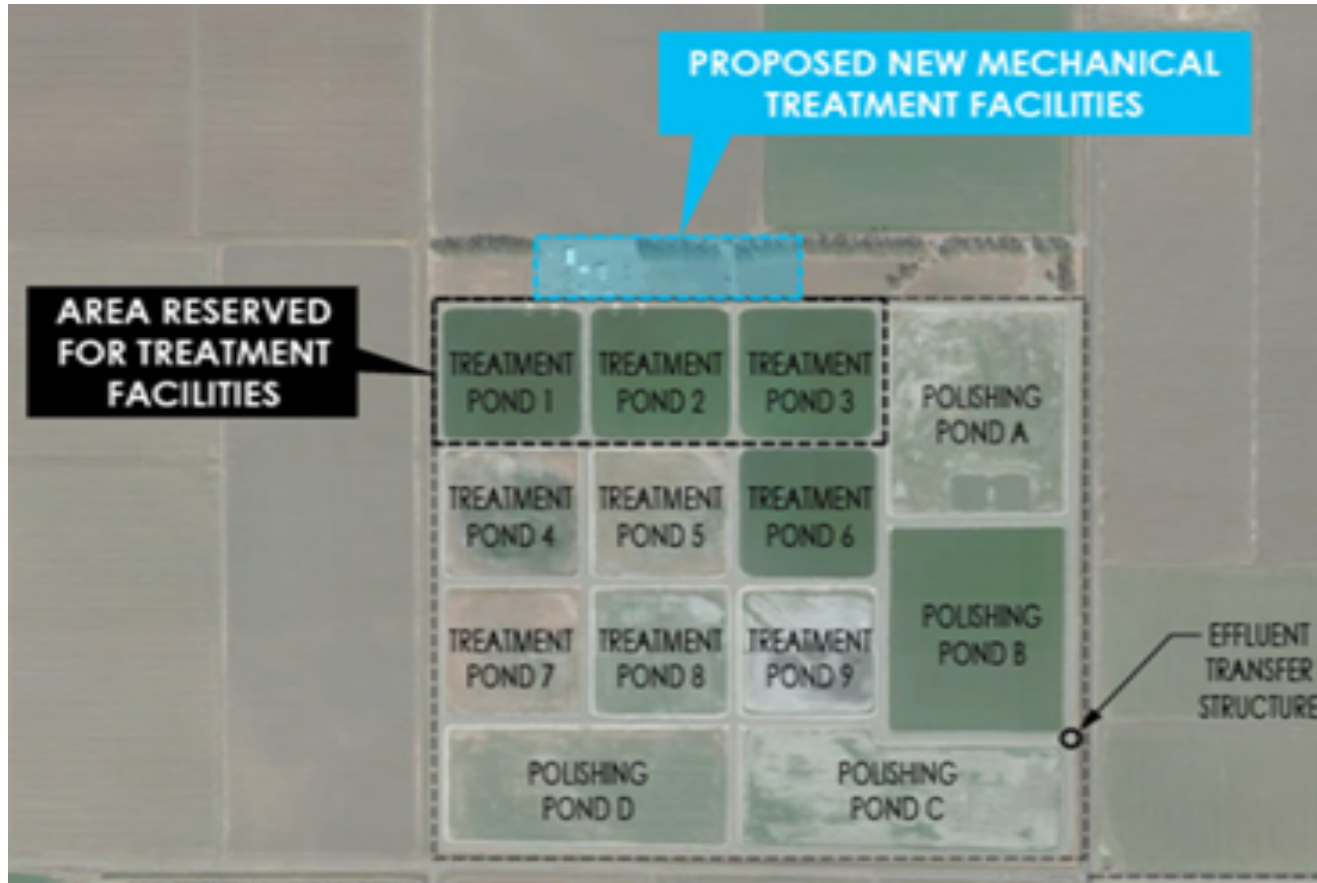 PROPOSED NEW MECHANICAL
TREATMENT FACILITIES
AREA RESERVED
FOR TREATMENT
FACILITIES
TREATMENT
POND 1
TREATMENT
POND 2
TREATMENT
POND 3
POLISHING
POND A
TREATMENT
POND 4
TREATMENT
POND 5
TREATMENT
POND 6
POLISHING
POND B
TREATMENT
POND 7
TREATMENT
POND 8
TREATMENT
POND 9
EFFLUENT
TRANSFER
STRUCTURE
POLISHING
POND D
POLISHING
POND C